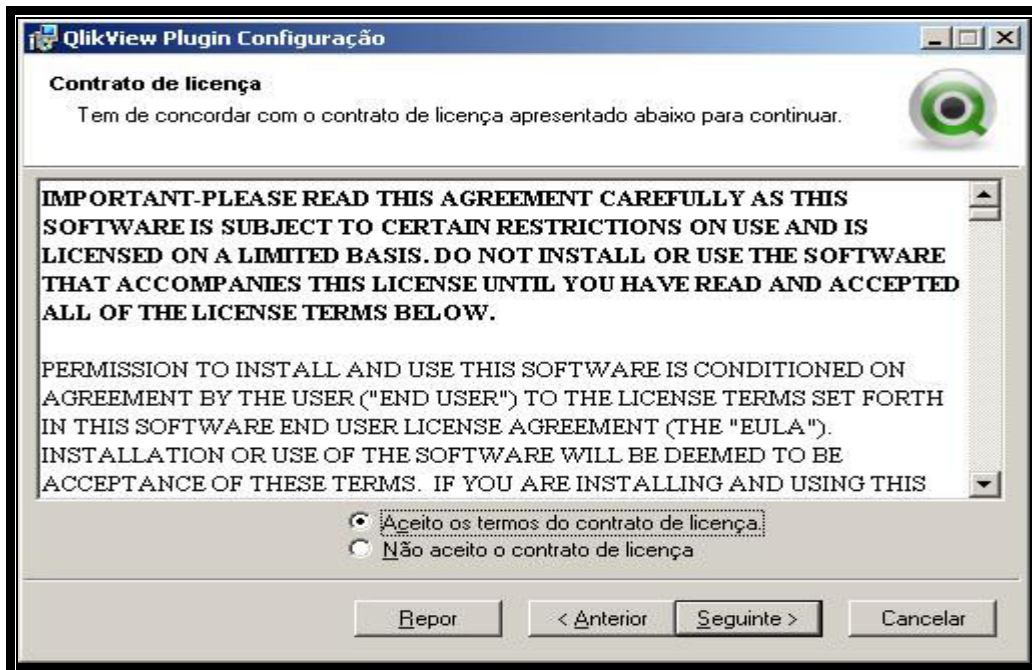 QlikView Plugin Configuração
Contrato de licença
Tem de concordar com o contrato de licença apresentado abaixo para continuar.
IMPORTANT-PLEASE READ THIS AGREEMENT CAREFULLY AS THIS
SOFTWARE IS SUBJECT TO CERTAIN RESTRICTIONS ON USE AND IS
LICENSED ON A LIMITED BASIS. DO NOT INSTALL OR USE THE SOFTWARE
THAT ACCOMPANIES THIS LICENSE UNTIL YOU HAVE READ AND ACCEPTED
ALL OF THE LICENSE TERMS BELOW.
PERMISSION TO INSTALL AND USE THIS SOFTWARE IS CONDITIONED ON
AGREEMENT BY THE USER ("END USER") TO THE LICENSE TERMS SET FORTH
IN THIS SOFTWARE END USER LICENSE AGREEMENT (THE "EULA").
INSTALLATION OR USE OF THE SOFTWARE WILL BE DEEMED TO BE
ACCEPTANCE OF THESE TERMS.  IF YOU ARE INSTALLING AND USING THIS
Aceito os termos do contrato de licença.
Não aceito o contrato de licença
Repor
< Anterior
Seguinte >
Cancelar